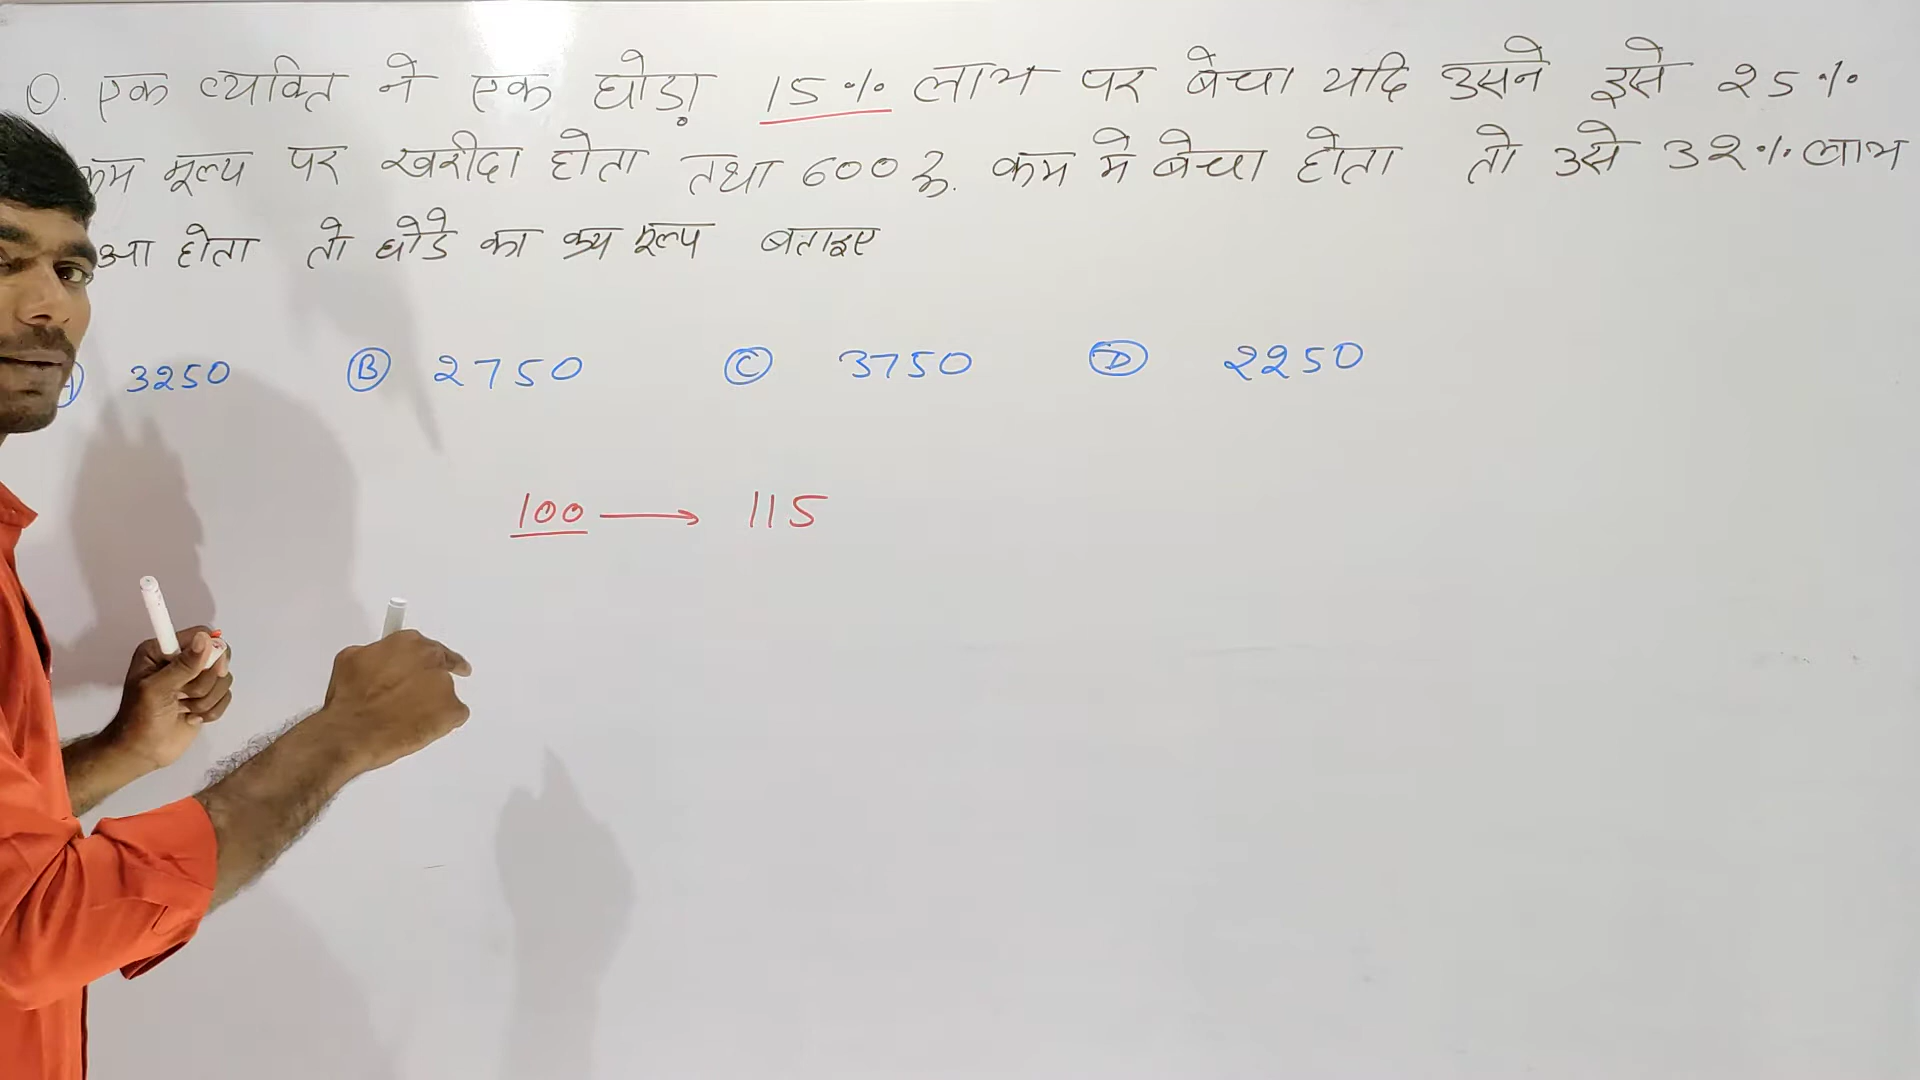 Q. एक व्यक्ति ने एक घोड़ा 15% लाभ पर बेचा यदि उसने इसे 25%
कम मूल्य पर खरीदा होता तथा 600 रु. कम मे बेचा होता तो उसे 32% लाभ
आ होता तो घोडे का क्रय मूल्य बताइए
A 3250 B 2750 C 3750 D 2250
100 → 115